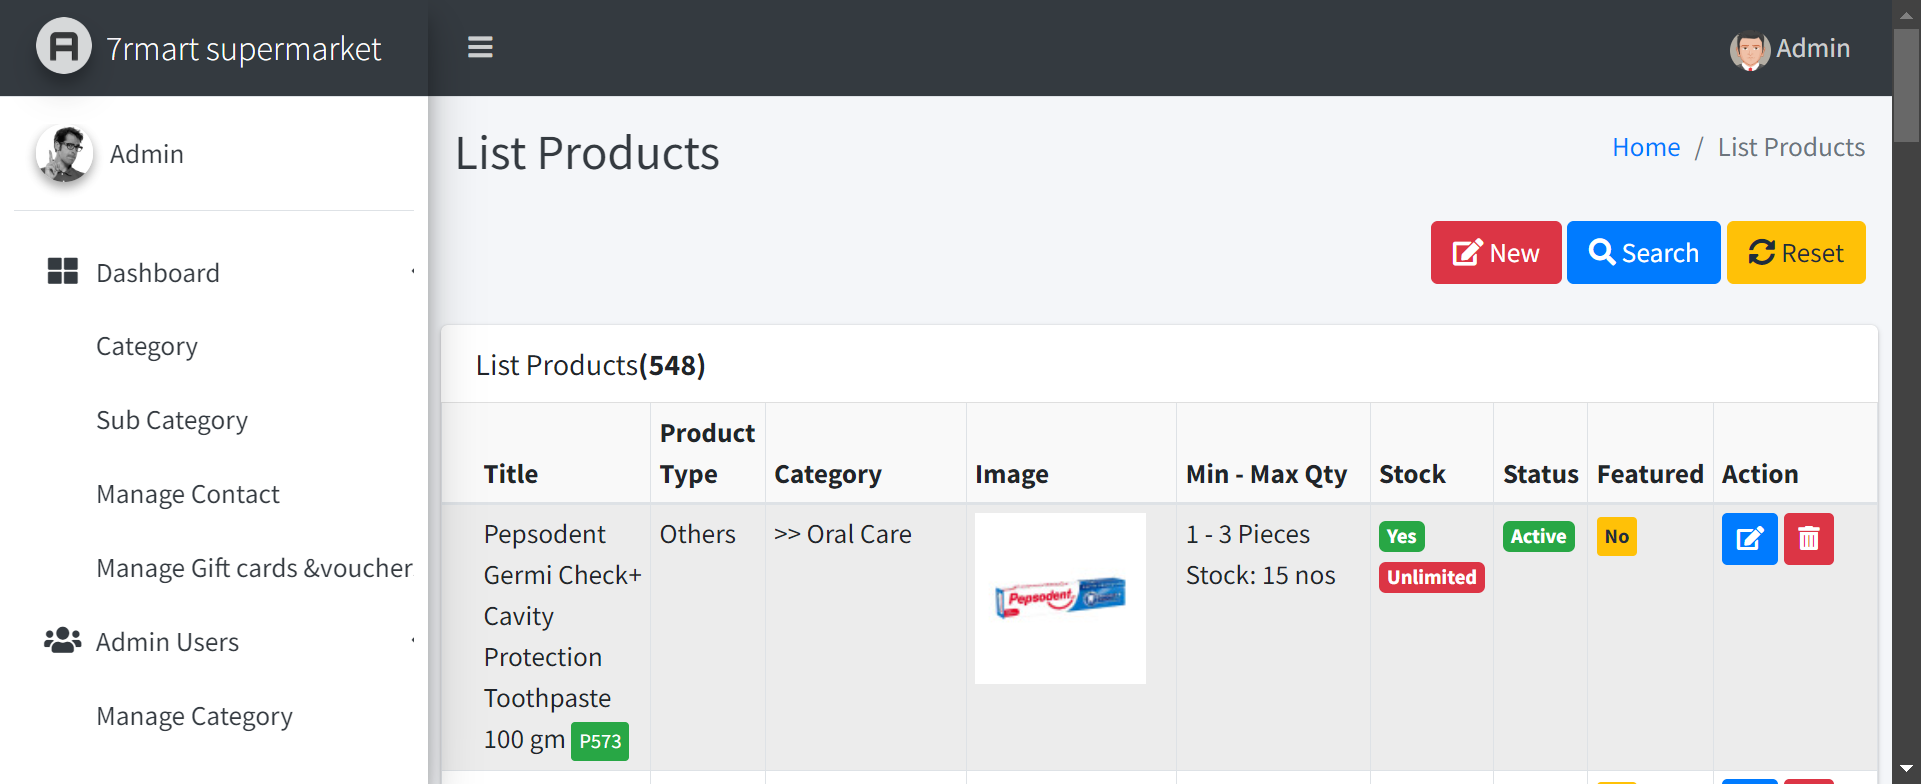 7rmart supermarket
Admin
Admin
Dashboard
Category
Sub Category
Manage Contact
Manage Gift cards &voucher
Admin Users
Manage Category
List Products
Home / List Products
New
Search
Reset
List Products(548)
Title
Product
Type
Category
Image
Min - Max Qty
Stock
Status
Featured
Action
Pepsodent
Germi Check+
Cavity
Protection
Toothpaste
100 gm P573
Others
>> Oral Care
Pepsodent
1 - 3 Pieces
Stock: 15 nos
Yes
Unlimited
Active
No